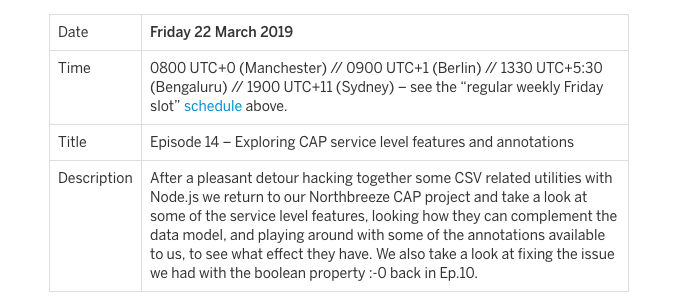 Date Friday 22 March 2019
Time 0800 UTC+0 (Manchester) // 0900 UTC+1 (Berlin) // 1330 UTC+5:30
(Bengaluru) // 1900 UTC+11 (Sydney) – see the “regular weekly Friday
slot” schedule above.
Title Episode 14 – Exploring CAP service level features and annotations
Description After a pleasant detour hacking together some CSV related utilities with
Node.js we return to our Northbreeze CAP project and take a look at
some of the service level features, looking how they can complement the
data model, and playing around with some of the annotations available
to us, to see what effect they have. We also take a look at fixing the issue
we had with the boolean property :-0 back in Ep.10.